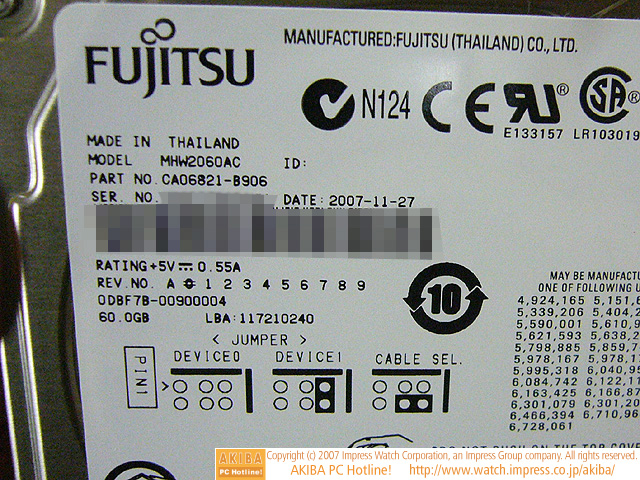 FUJITSU
MANUFACTURED:FUJITSU (THAILAND) CO., LTD.
N124
CE
E133157 LR103019
MADE IN THAILAND
MODEL MHW2060AC ID:
PART NO. CA06821-B906
SER. NO.
DATE: 2007-11-27
RATING+5V 0.55A
REV.NO. A 0 1 2 3 4 5 6 7 8 9
0DBF7B-00900004
60.0GB LBA:117210240
10
< JUMPER >
DEVICE0 DEVICE1 CABLE SEL.
PIN1
MAY BE MANUFACTU
ONE OF FOLLOWING U
4,924,165 5,151,
5,339,206 5,404,2
5,590,001 5,610,9
5,621,593 5,638,2
5,798,885 5,859,7
5,978,167 5,978,1
5,995,318 6,040,95
6,084,742 6,122,1
6,163,425 6,166,87
6,301,079 6,301,20
6,466,394 6,710,96
6,728,061
AKIBA
PC Hotline!
Copyright (c) 2007 Impress Watch Corporation, an Impress Group company. All rights reserved.
AKIBA PC Hotline! http://www.watch.impress.co.jp/akiba/